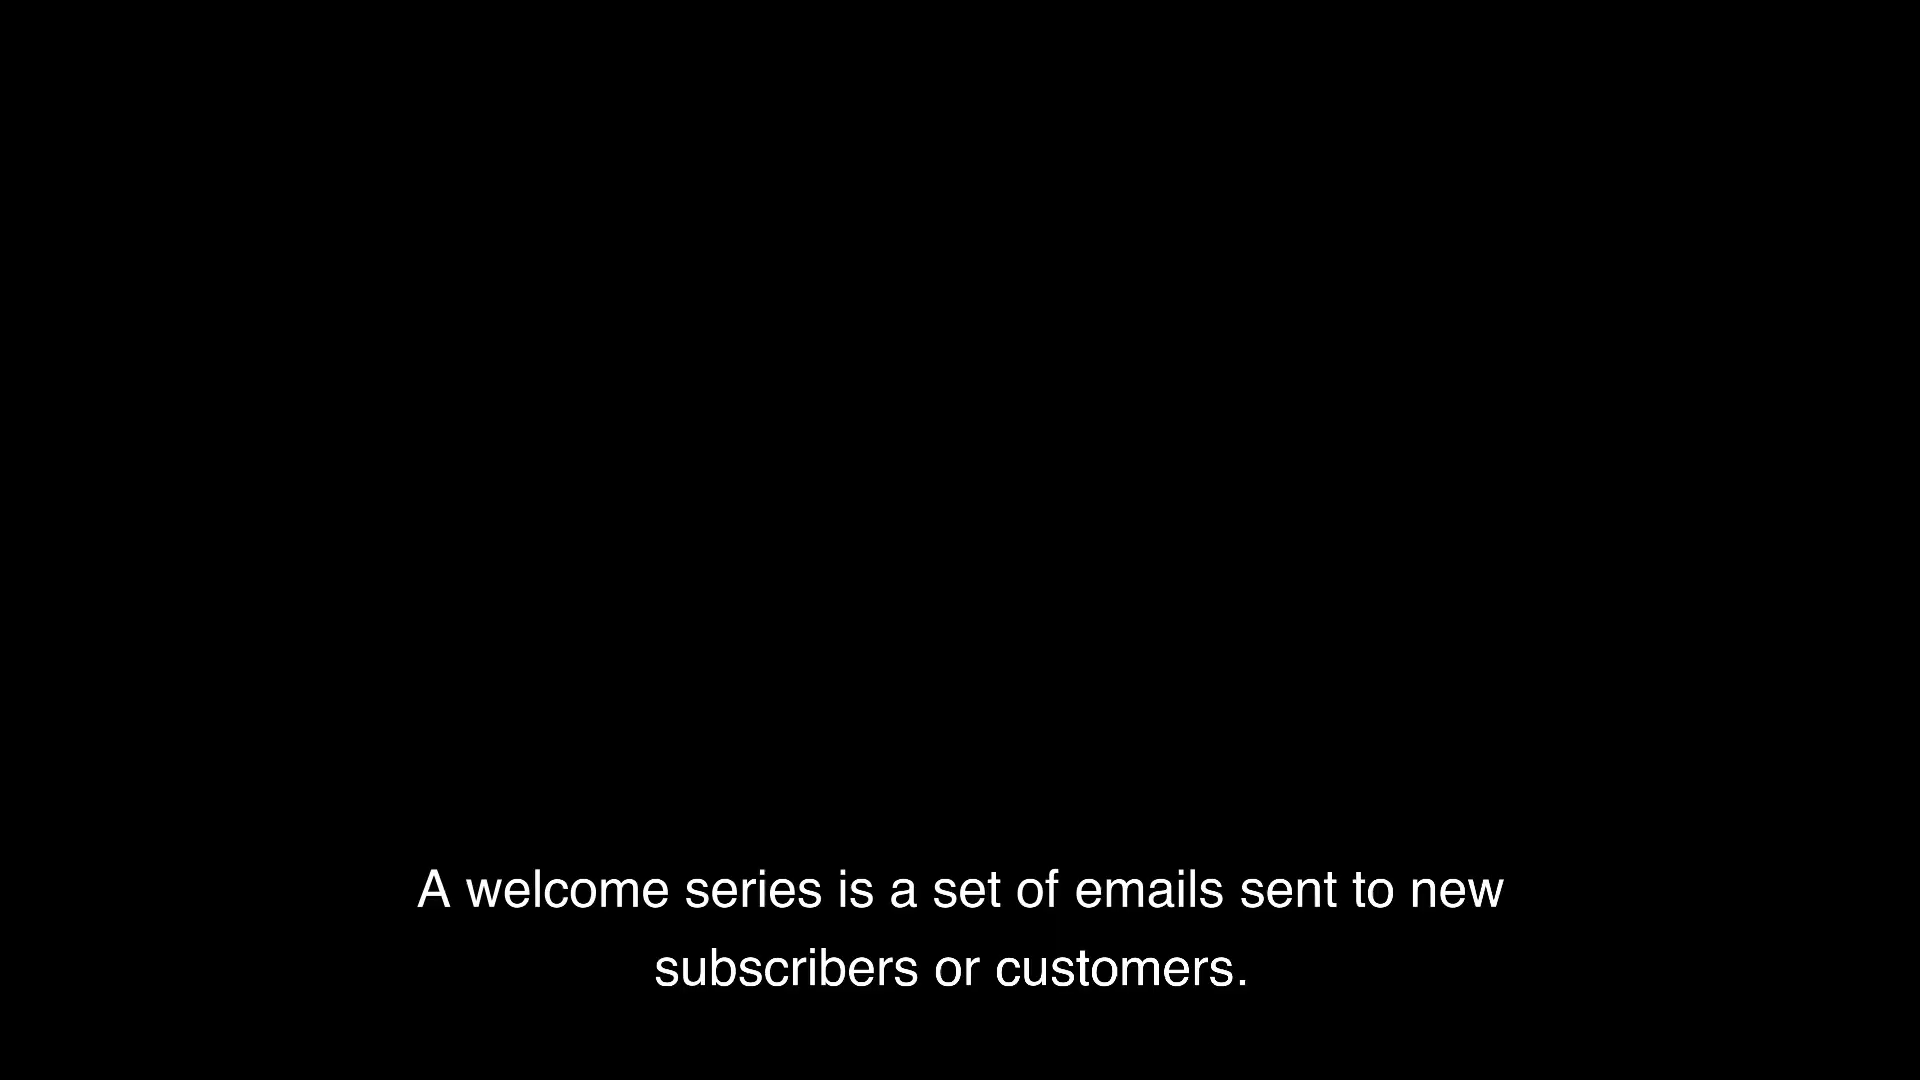 A welcome series is a set of emails sent to new
subscribers or customers.